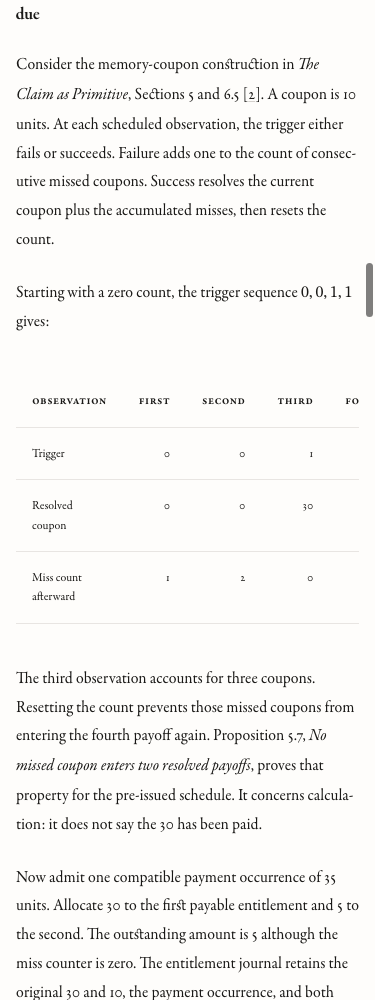 due
Consider the memory-coupon construction in The
Claim as Primitive, Sections 5 and 6.5 [2]. A coupon is 10
units. At each scheduled observation, the trigger either
fails or succeeds. Failure adds one to the count of consec-
utive missed coupons. Success resolves the current
coupon plus the accumulated misses, then resets the
count.
Starting with a zero count, the trigger sequence 0, 0, 1, 1
gives:
OBSERVATION FIRST SECOND THIRD FO
Trigger 0 0 1
Resolved
coupon 0 0 30
Miss count
afterward 1 2 0
The third observation accounts for three coupons.
Resetting the count prevents those missed coupons from
entering the fourth payoff again. Proposition 5.7, No
missed coupon enters two resolved payoffs, proves that
property for the pre-issued schedule. It concerns calcula-
tion: it does not say the 30 has been paid.
Now admit one compatible payment occurrence of 35
units. Allocate 30 to the first payable entitlement and 5 to
the second. The outstanding amount is 5 although the
miss counter is zero. The entitlement journal retains the
original 30 and 10, the payment occurrence, and both